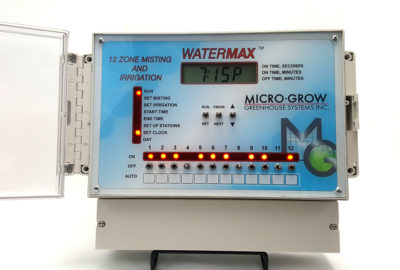 WATERMAX™
12 ZONE MISTING
AND
IRRIGATION
7:15P
ON TIME, SECONDS
ON TIME, MINUTES
OFF TIME, MINUTES
RUN
SET MISTING
SET IRRIGATION
START TIME
END TIME
SET UP STATIONS
SET CLOCK
DAY
RUN PRIOR ▲
SET NEXT ▼
MICRO-GROW
GREENHOUSE SYSTEMS INC.
MG
1 2 3 4 5 6 7 8 9 10 11 12
ON
OFF
AUTO